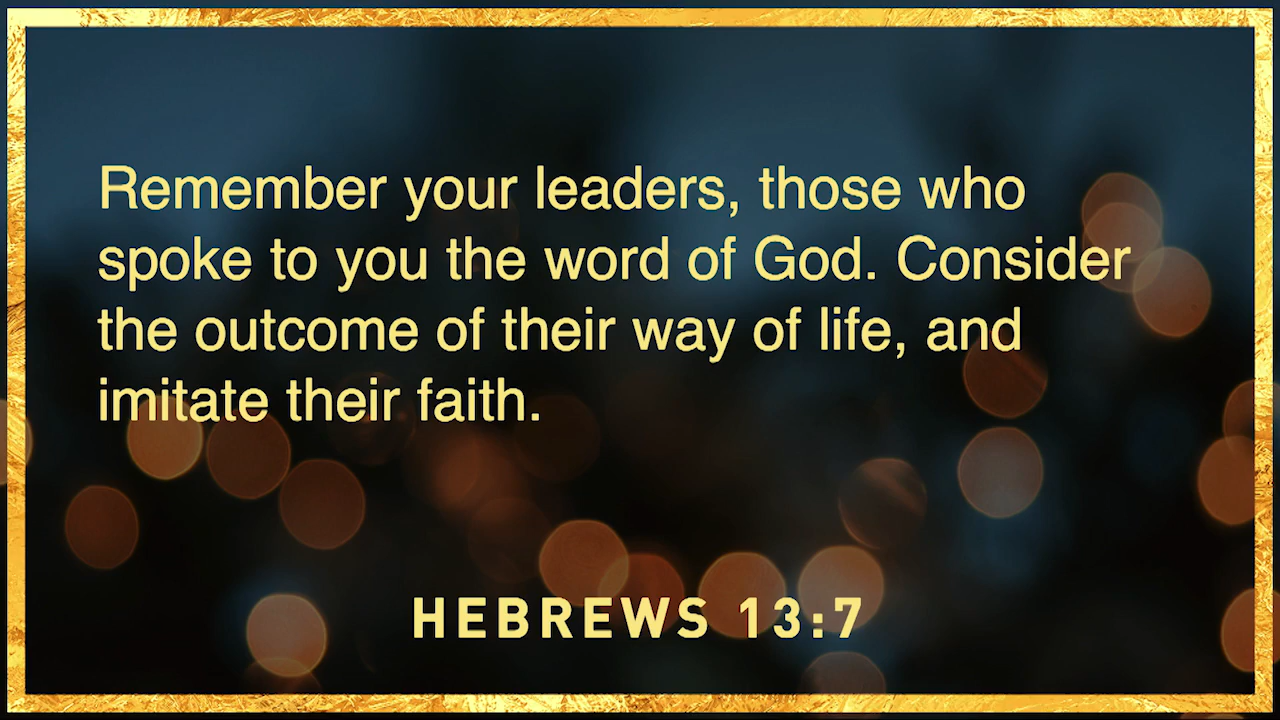 Remember your leaders, those who
spoke to you the word of God. Consider
the outcome of their way of life, and
imitate their faith.
HEBREWS 13:7